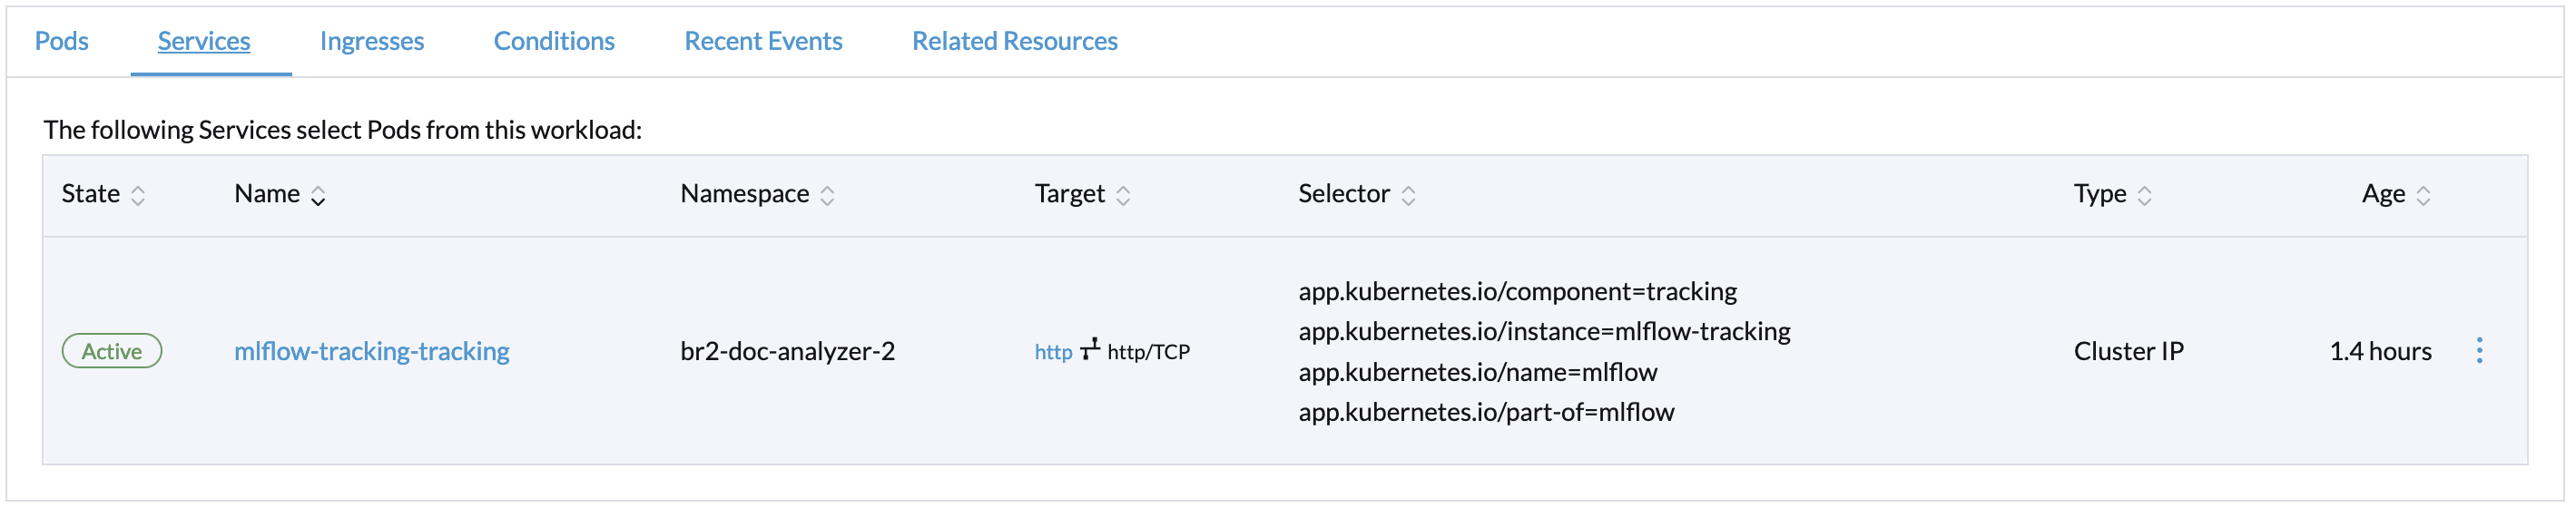 Pods Services Ingresses Conditions Recent Events Related Resources
The following Services select Pods from this workload:
State Name Namespace Target Selector Type Age
Active mlflow-tracking-tracking br2-doc-analyzer-2 http http/TCP
app.kubernetes.io/component=tracking
app.kubernetes.io/instance=mlflow-tracking
app.kubernetes.io/name=mlflow
app.kubernetes.io/part-of=mlflow
Cluster IP 1.4 hours